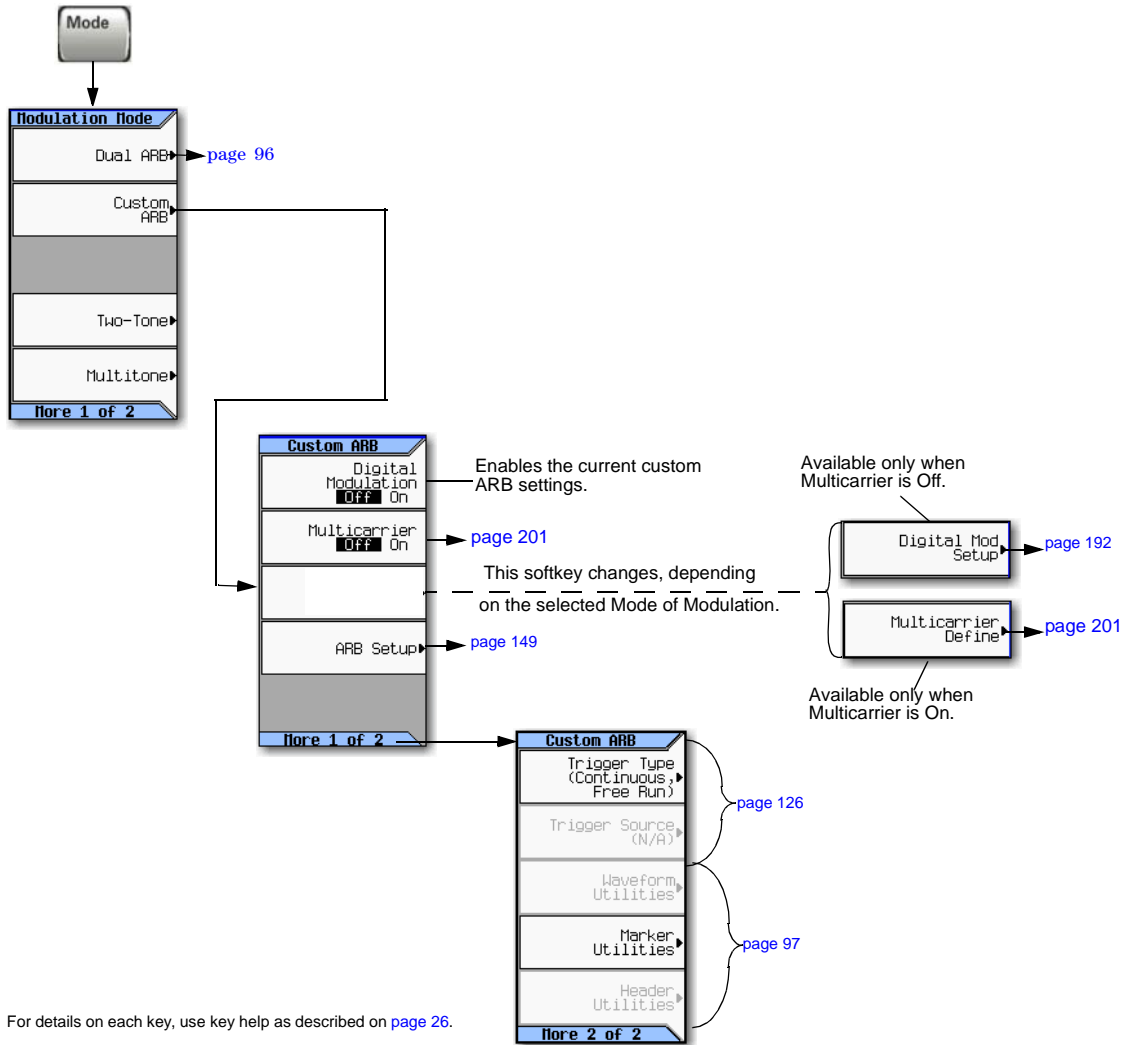 Mode
Modulation Mode
Dual ARB
page 96
Custom
ARB
Two-Tone
Multitone
More 1 of 2
Custom ARB
Digital
Modulation
Off On
Enables the current custom
ARB settings.
Multicarrier
Off On
page 201
This softkey changes, depending
on the selected Mode of Modulation.
ARB Setup
page 149
More 1 of 2
Available only when
Multicarrier is Off.
Digital Mod
Setup
page 192
Multicarrier
Define
page 201
Available only when
Multicarrier is On.
Custom ARB
Trigger Type
(Continuous,
Free Run)
Trigger Source
(N/A)
page 126
Waveform
Utilities
Marker
Utilities
Header
Utilities
page 97
More 2 of 2
For details on each key, use key help as described on page 26.